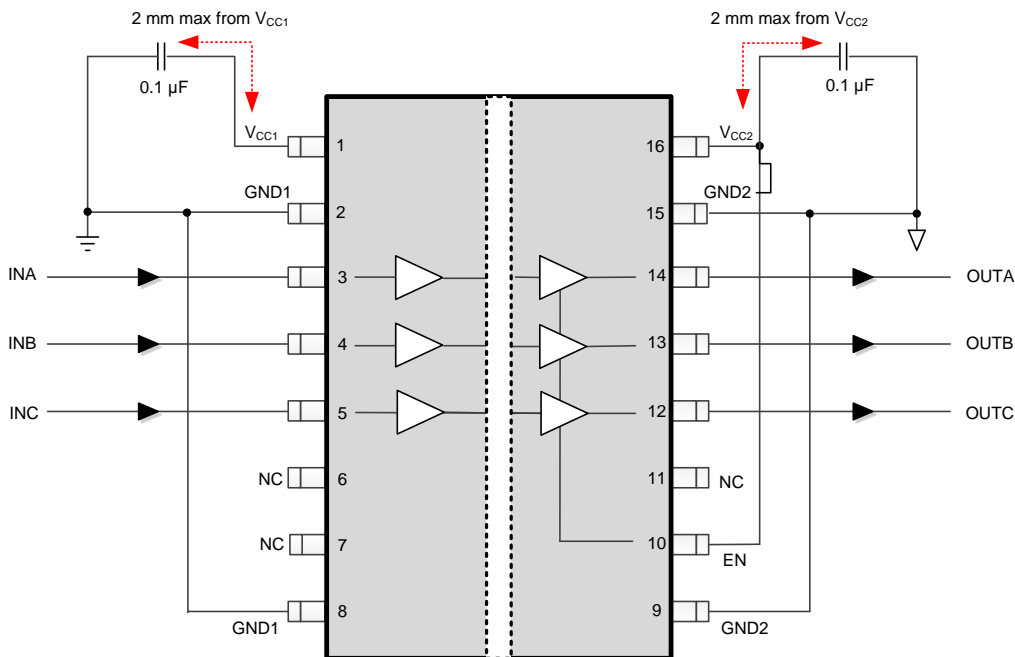 2 mm max from VCC1
2 mm max from VCC2
0.1 µF
0.1 µF
VCC1
1
16
VCC2
GND1
2
15
GND2
INA
3
14
OUTA
INB
4
13
OUTB
INC
5
12
OUTC
NC
6
11
NC
NC
7
10
EN
GND1
8
9
GND2